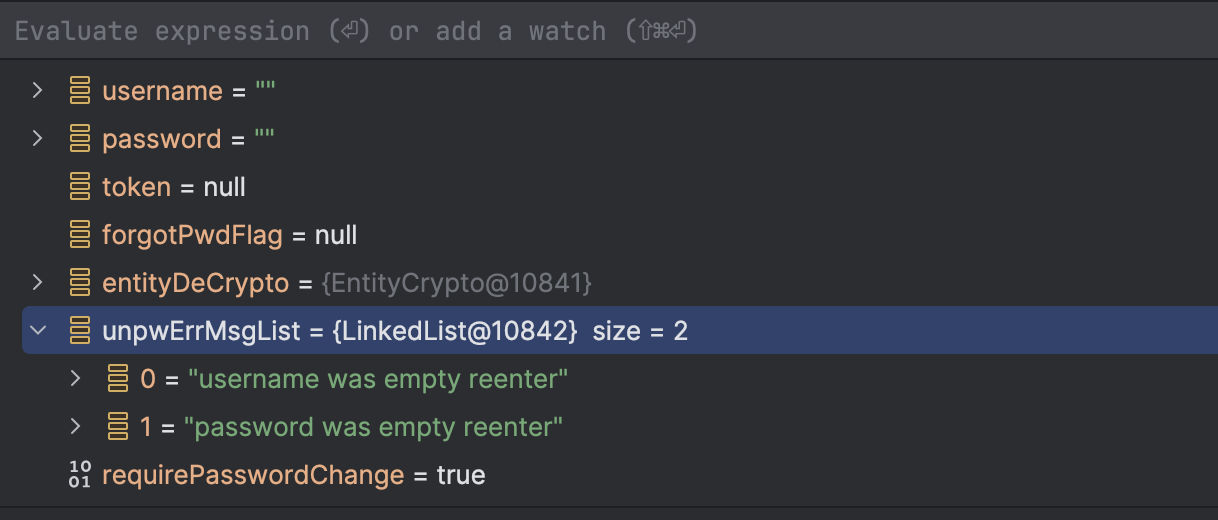 Evaluate expression (⏎) or add a watch (⇧⌘⏎)
username = ""
password = ""
token = null
forgotPwdFlag = null
entityDeCrypto = {EntityCrypto@10841}
unpwErrMsgList = {LinkedList@10842} size = 2
0 = "username was empty reenter"
1 = "password was empty reenter"
10 01 requirePasswordChange = true